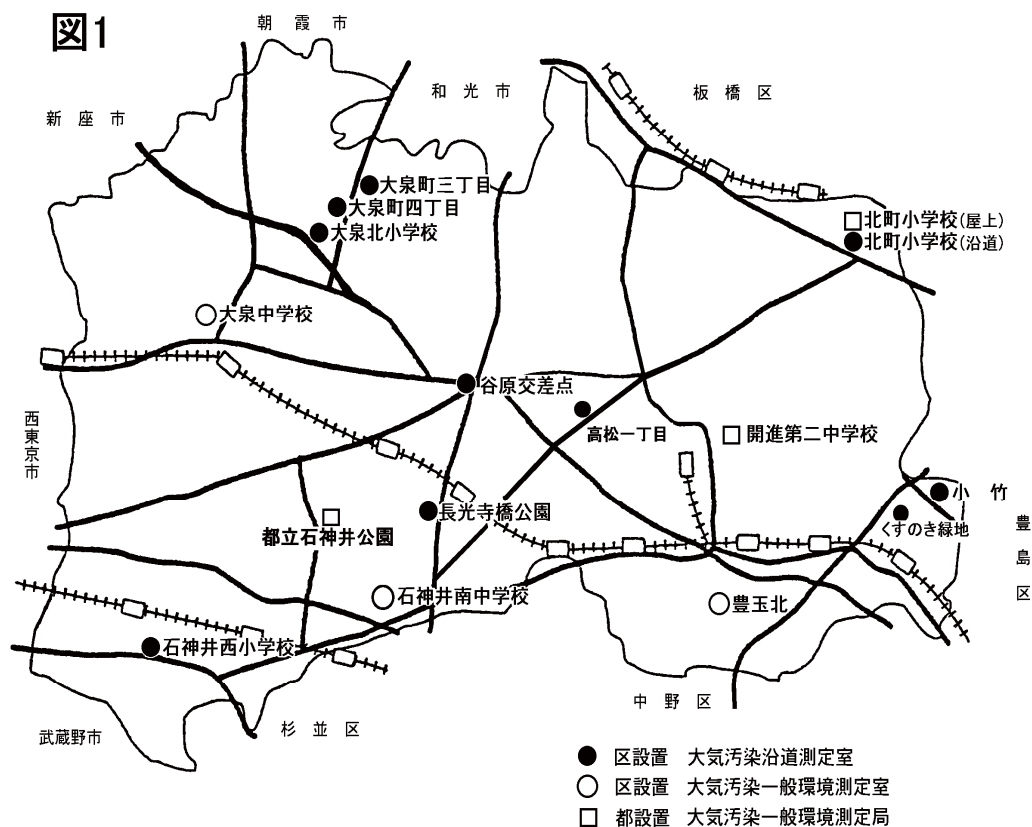 図1
朝霞市
和光市
板橋区
新座市
大泉町三丁目
大泉町四丁目
大泉北小学校
北町小学校(屋上)
北町小学校(沿道)
大泉中学校
谷原交差点
高松一丁目
開進第二中学校
西東京市
小竹
長光寺橋公園
くすのき緑地
都立石神井公園
豊島区
石神井南中学校
豊玉北
石神井西小学校
中野区
杉並区
武蔵野市
区設置 大気汚染沿道測定室
区設置 大気汚染一般環境測定室
都設置 大気汚染一般環境測定局